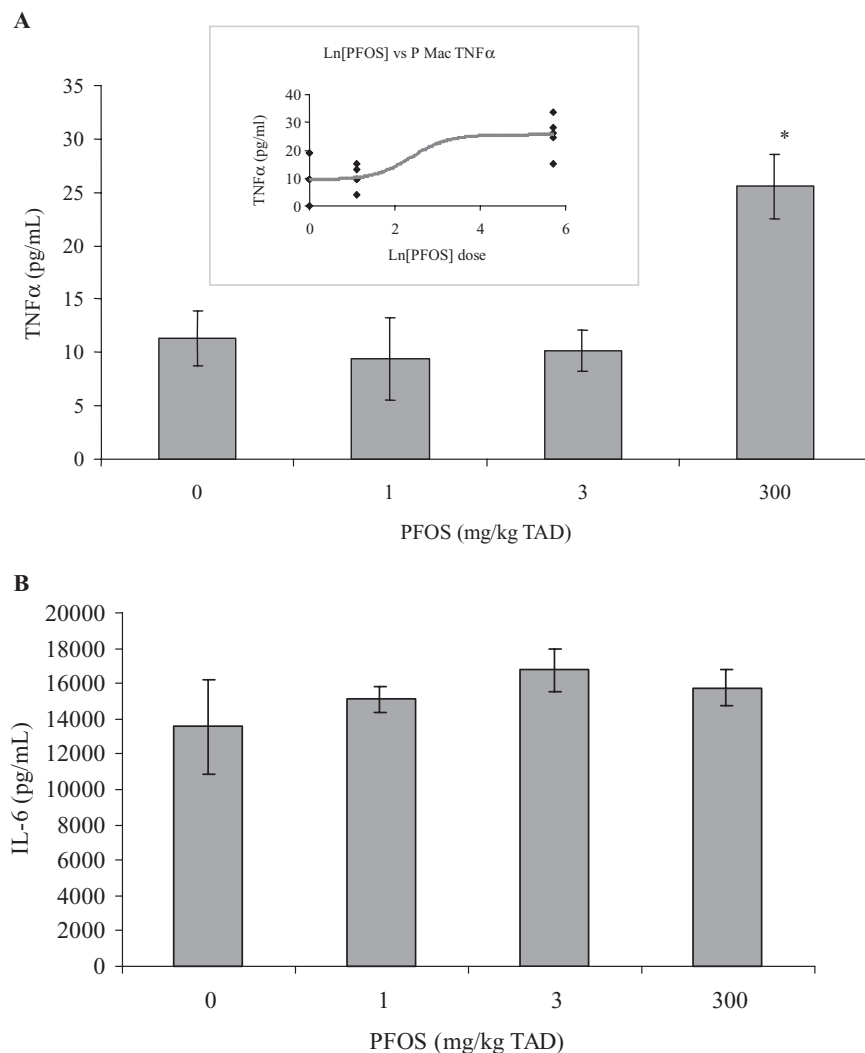 A
Ln[PFOS] vs P Mac TNFα
40
30
20
10
0
TNFα (pg/ml)
0 2 4 6
Ln[PFOS] dose
35
30
25
20
15
10
5
0
TNFα (pg/mL)
*
0 1 3 300
PFOS (mg/kg TAD)
B
20000
18000
16000
14000
12000
10000
8000
6000
4000
2000
0
IL-6 (pg/mL)
0 1 3 300
PFOS (mg/kg TAD)